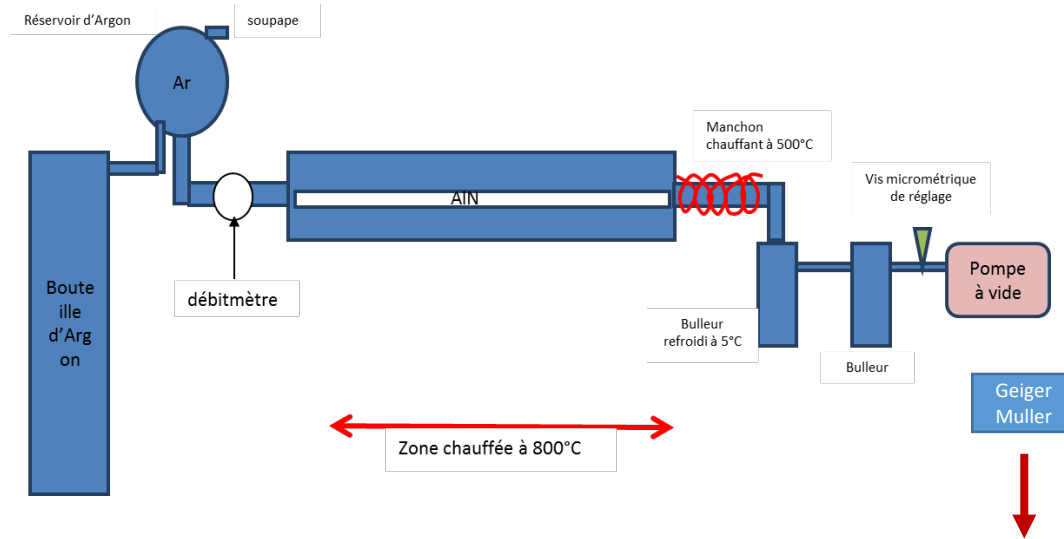 Réservoir d'Argon
soupape
Ar
Manchon
chauffant à 500°C
Vis micrométrique
de réglage
AlN
Boute
ille
d'Arg
on
débitmètre
Pompe
à vide
Bulleur
refroidi à 5°C
Bulleur
Geiger
Muller
Zone chauffée à 800°C